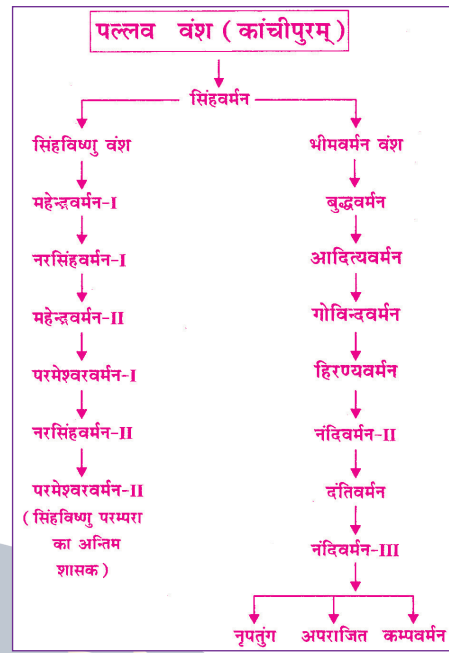 पल्लव वंश ( कांचीपुरम् )
सिंहवर्मन
सिंहविष्णु वंश
भीमवर्मन वंश
महेन्द्रवर्मन-I
बुद्धवर्मन
नरसिंहवर्मन-I
आदित्यवर्मन
महेन्द्रवर्मन-II
गोविन्दवर्मन
परमेश्वरवर्मन-I
हिरण्यवर्मन
नरसिंहवर्मन-II
नंदिवर्मन-II
परमेश्वरवर्मन-II
दंतिवर्मन
( सिंहविष्णु परम्परा
का अन्तिम
शासक )
नंदिवर्मन-III
नृपतुंग अपराजित कम्पवर्मन